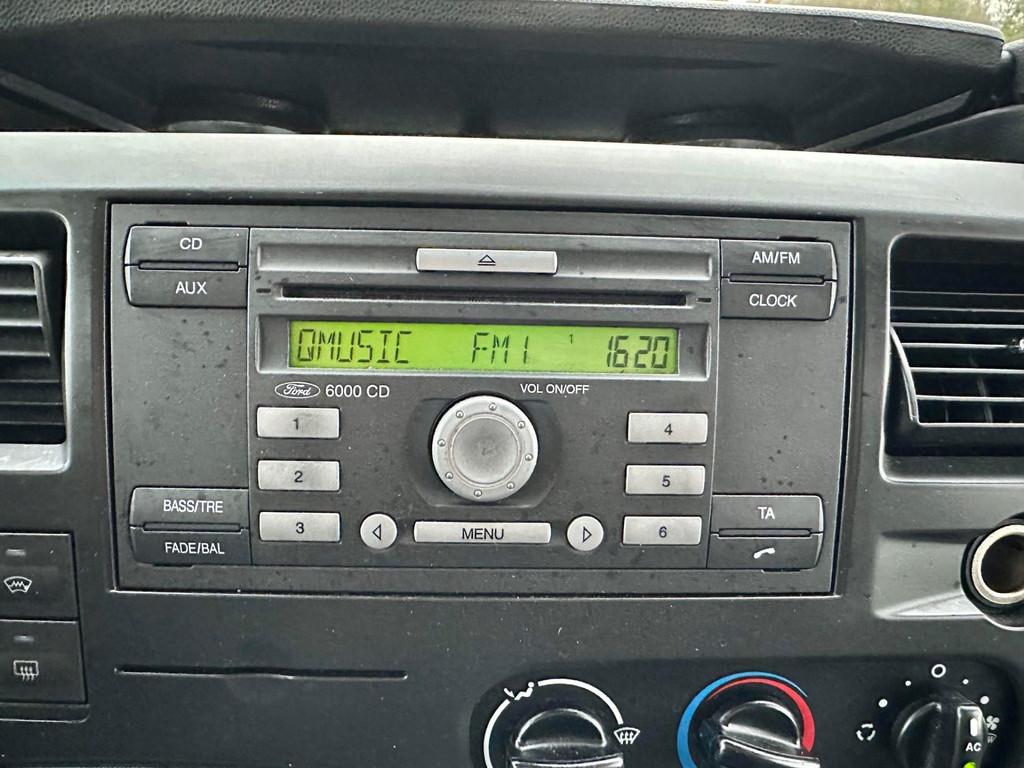 CD
AUX
AM/FM
CLOCK
QMUSIC FM1 1 1620
Ford 6000 CD
VOL ON/OFF
1
2
3
4
5
6
BASS/TRE
FADE/BAL
MENU
TA
AC